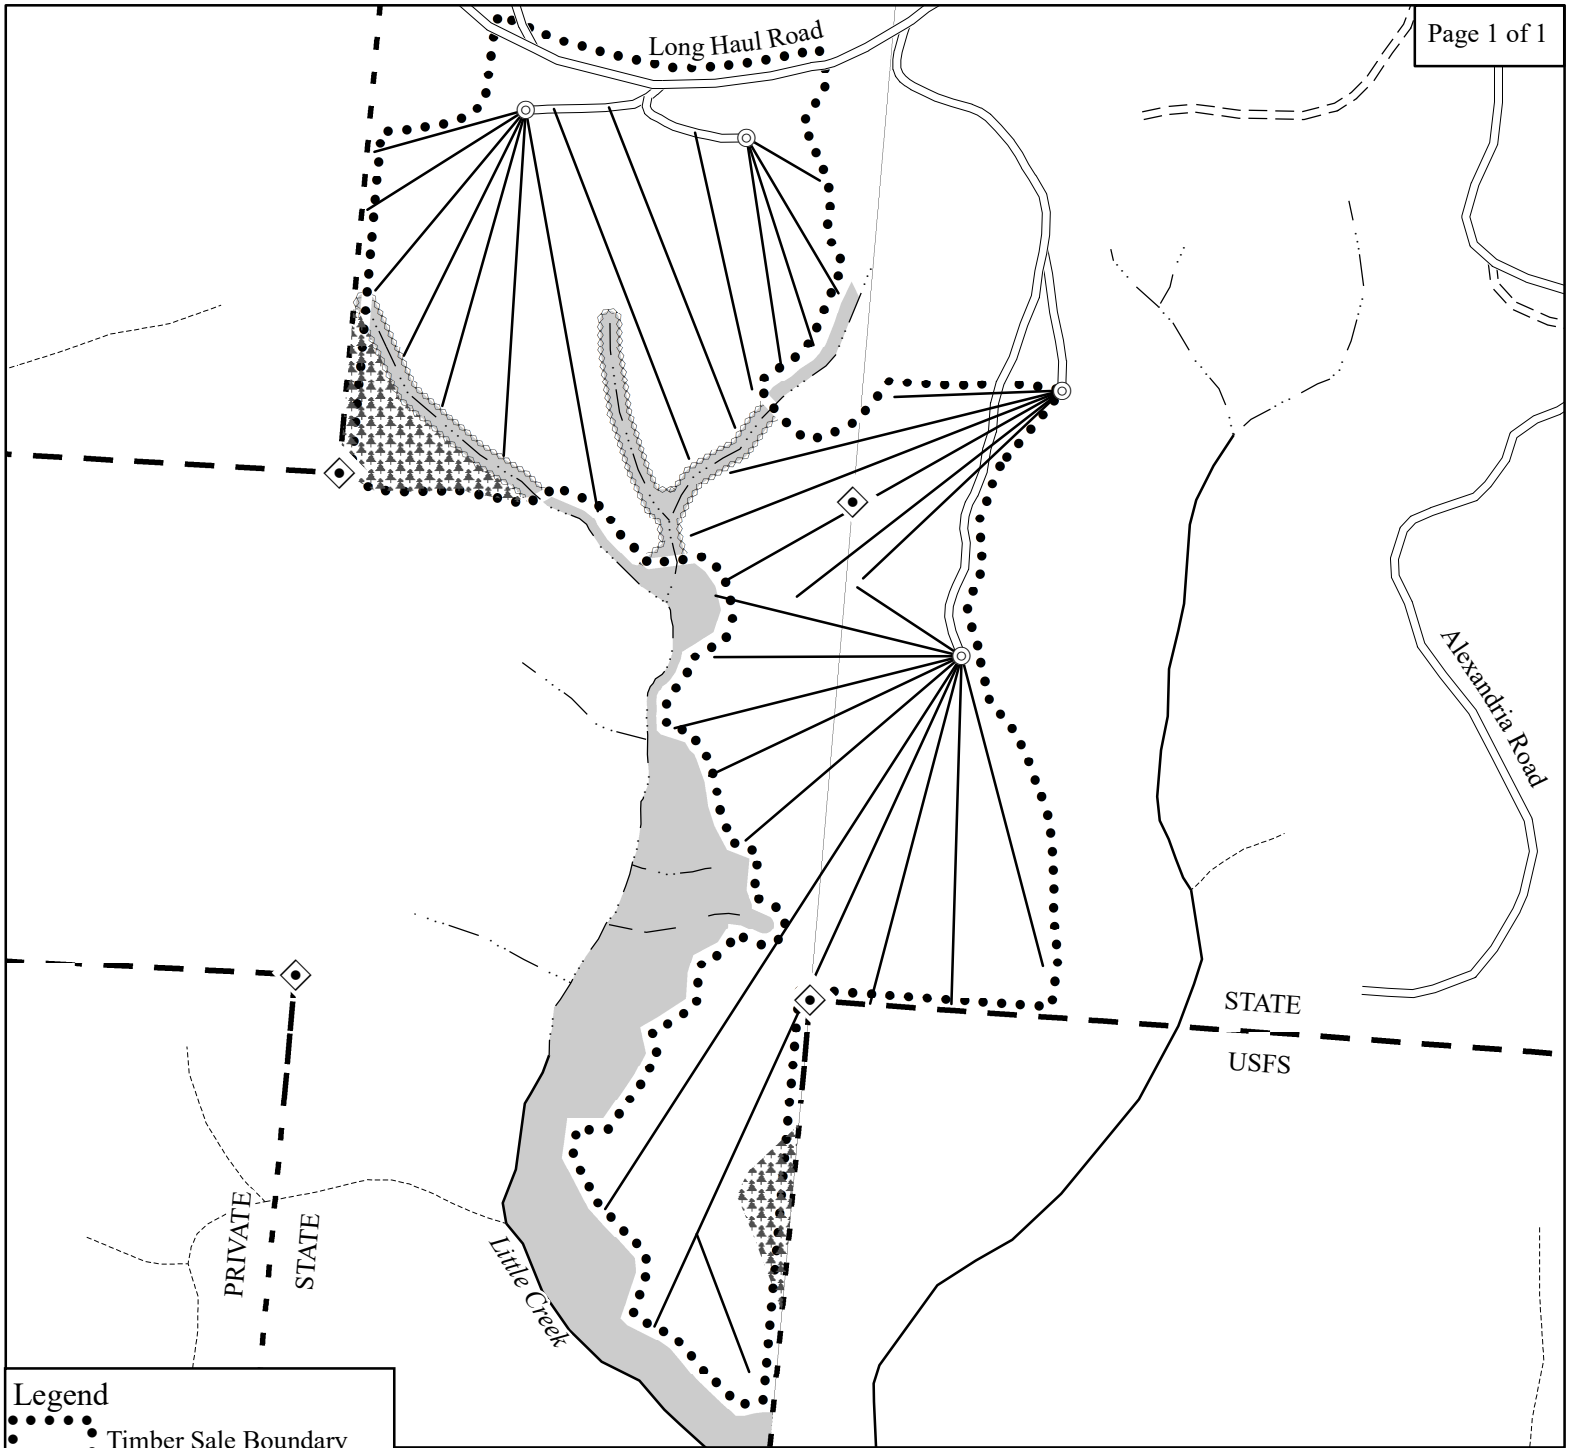 Long Haul Road
Page 1 of 1
Alexandria Road
STATE
USFS
PRIVATE
STATE
Little Creek
Legend
Timber Sale Boundary